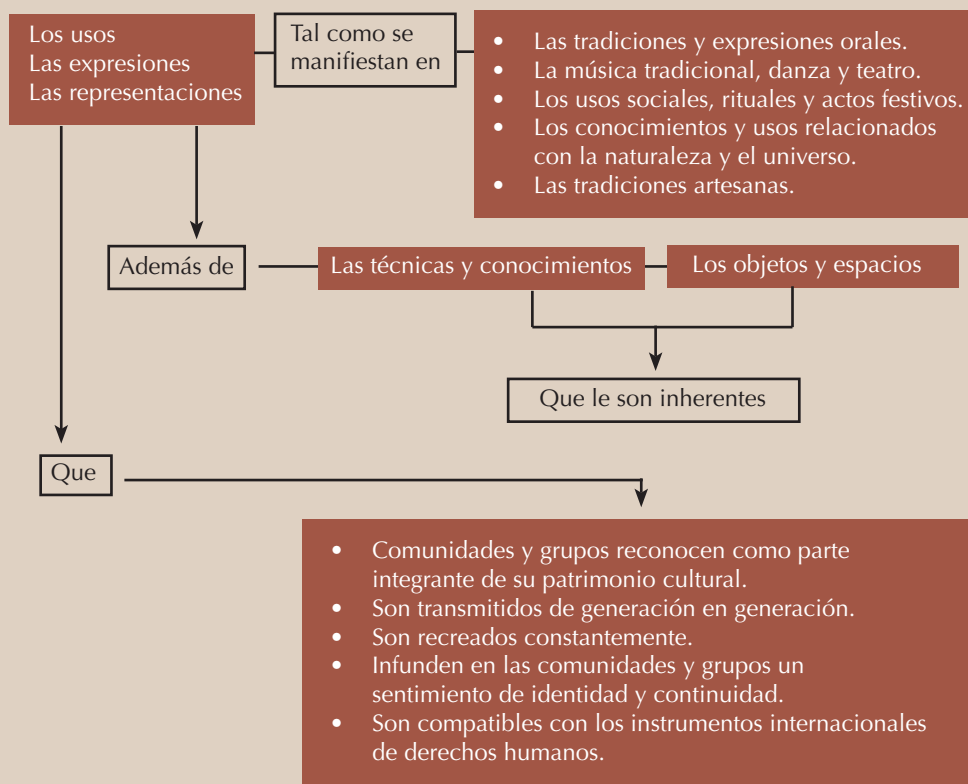 Los usos
Las expresiones
Las representaciones
Tal como se
manifiestan en
• Las tradiciones y expresiones orales.
• La música tradicional, danza y teatro.
• Los usos sociales, rituales y actos festivos.
• Los conocimientos y usos relacionados
con la naturaleza y el universo.
• Las tradiciones artesanas.
Además de
Las técnicas y conocimientos
Los objetos y espacios
Que le son inherentes
Que
• Comunidades y grupos reconocen como parte
integrante de su patrimonio cultural.
• Son transmitidos de generación en generación.
• Son recreados constantemente.
• Infunden en las comunidades y grupos un
sentimiento de identidad y continuidad.
• Son compatibles con los instrumentos internacionales
de derechos humanos.